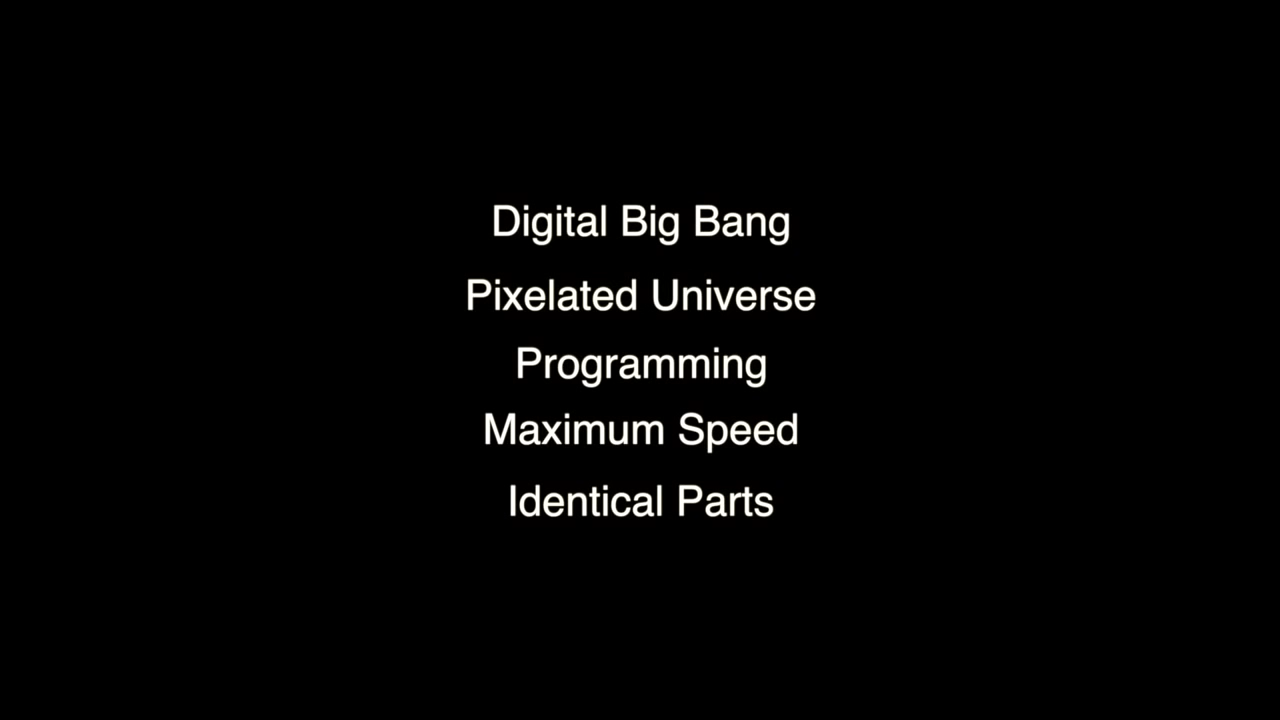 Digital Big Bang
Pixelated Universe
Programming
Maximum Speed
Identical Parts